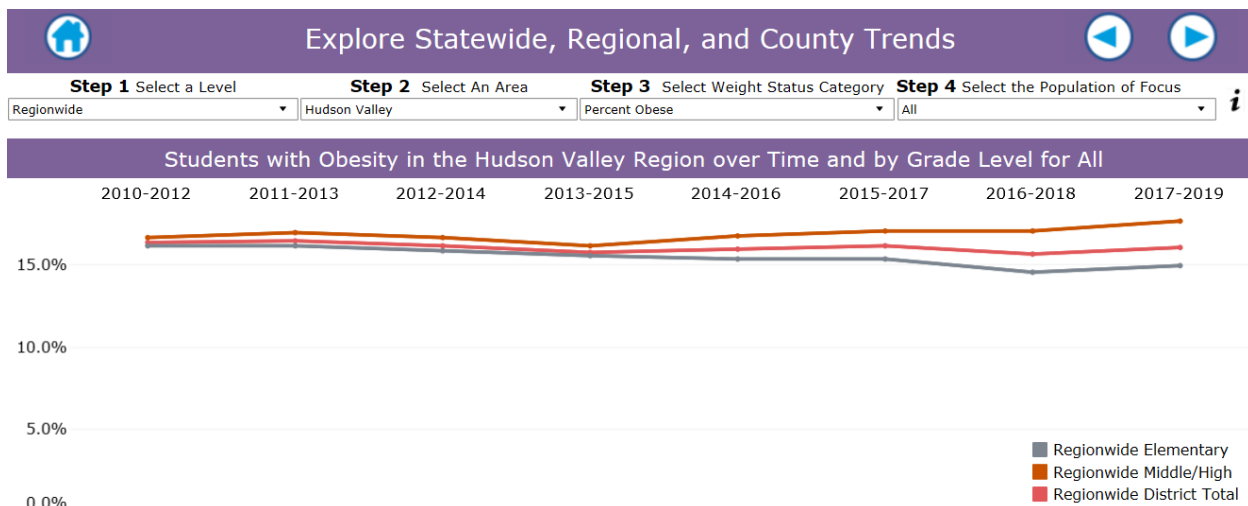 Explore Statewide, Regional, and County Trends
Step 1 Select a Level
Step 2 Select An Area
Step 3 Select Weight Status Category
Step 4 Select the Population of Focus
Regionwide
Hudson Valley
Percent Obese
All
i
Students with Obesity in the Hudson Valley Region over Time and by Grade Level for All
2010-2012 2011-2013 2012-2014 2013-2015 2014-2016 2015-2017 2016-2018 2017-2019
15.0%
10.0%
5.0%
Regionwide Elementary
Regionwide Middle/High
Regionwide District Total
0.0%